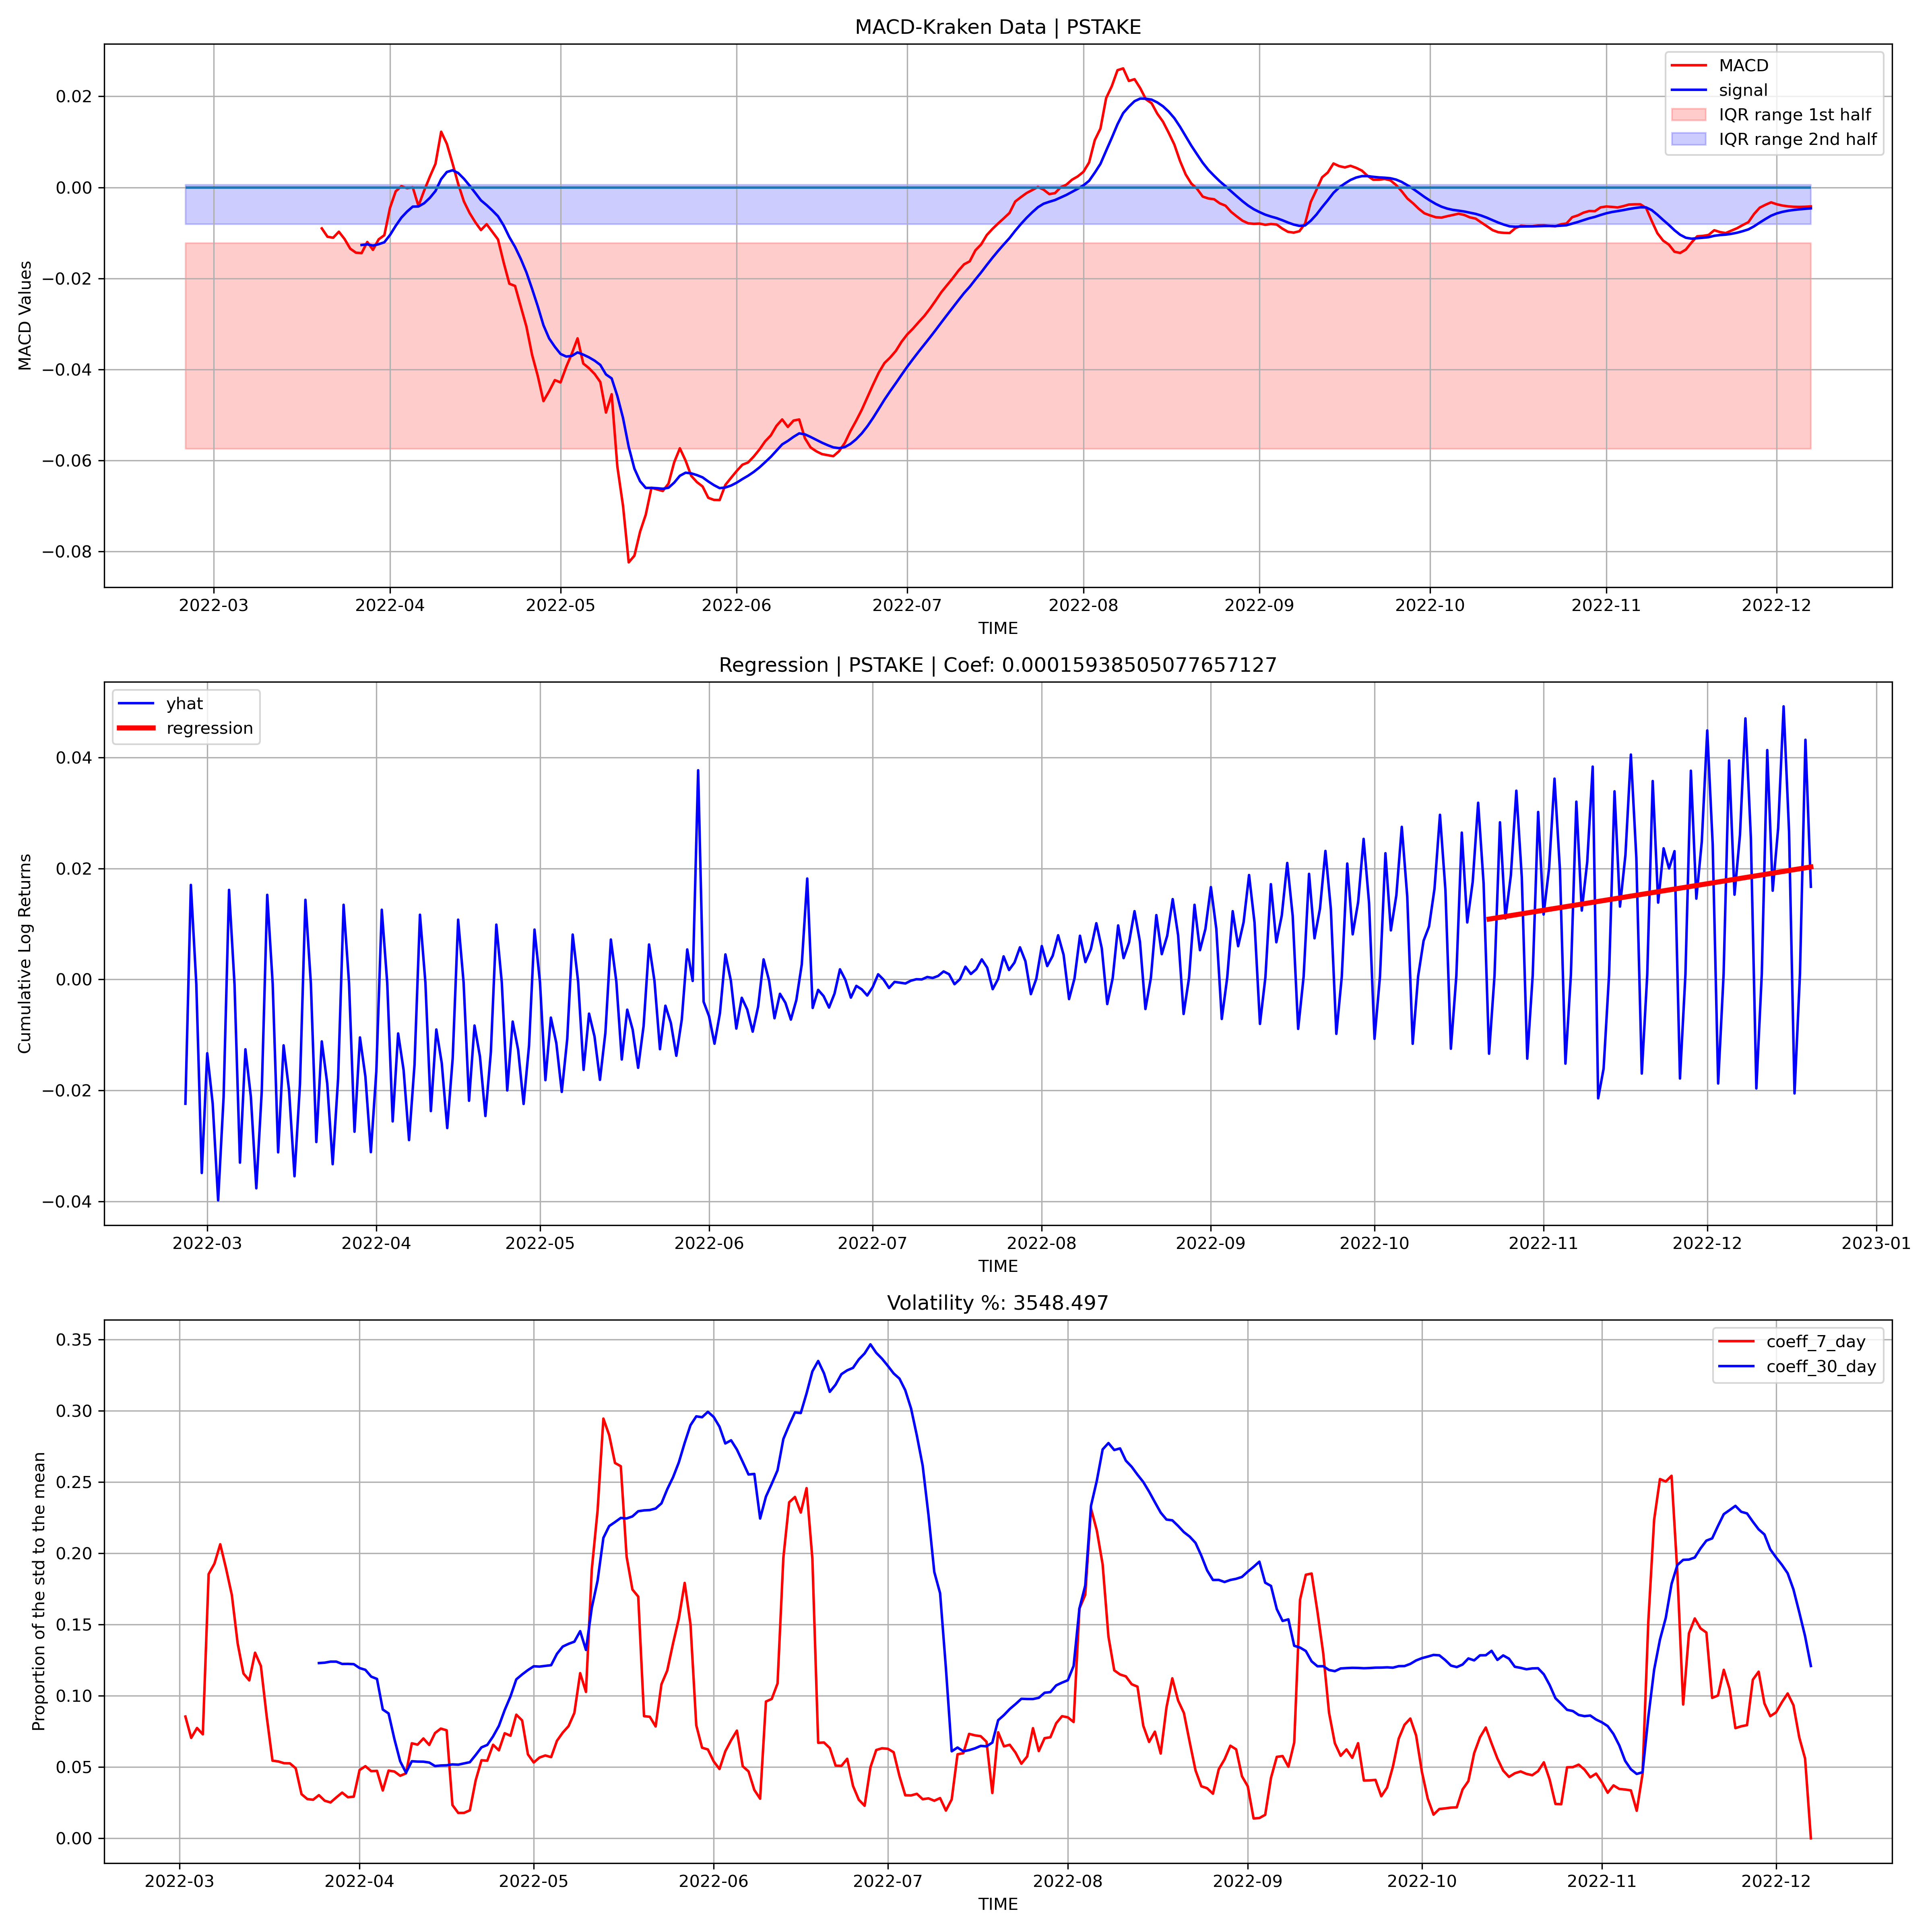 MACD-Kraken Data | PSTAKE
MACD
signal
IQR range 1st half
IQR range 2nd half
0.02
0.00
−0.02
−0.04
−0.06
−0.08
MACD Values
2022-03 2022-04 2022-05 2022-06 2022-07 2022-08 2022-09 2022-10 2022-11 2022-12
TIME
Regression | PSTAKE | Coef: 0.00015938505077657127
yhat
regression
0.04
0.02
0.00
−0.02
−0.04
Cumulative Log Returns
2022-03 2022-04 2022-05 2022-06 2022-07 2022-08 2022-09 2022-10 2022-11 2022-12 2023-01
TIME
Volatility %: 3548.497
coeff_7_day
coeff_30_day
0.35
0.30
0.25
0.20
0.15
0.10
0.05
0.00
Proportion of the std to the mean
2022-03 2022-04 2022-05 2022-06 2022-07 2022-08 2022-09 2022-10 2022-11 2022-12
TIME